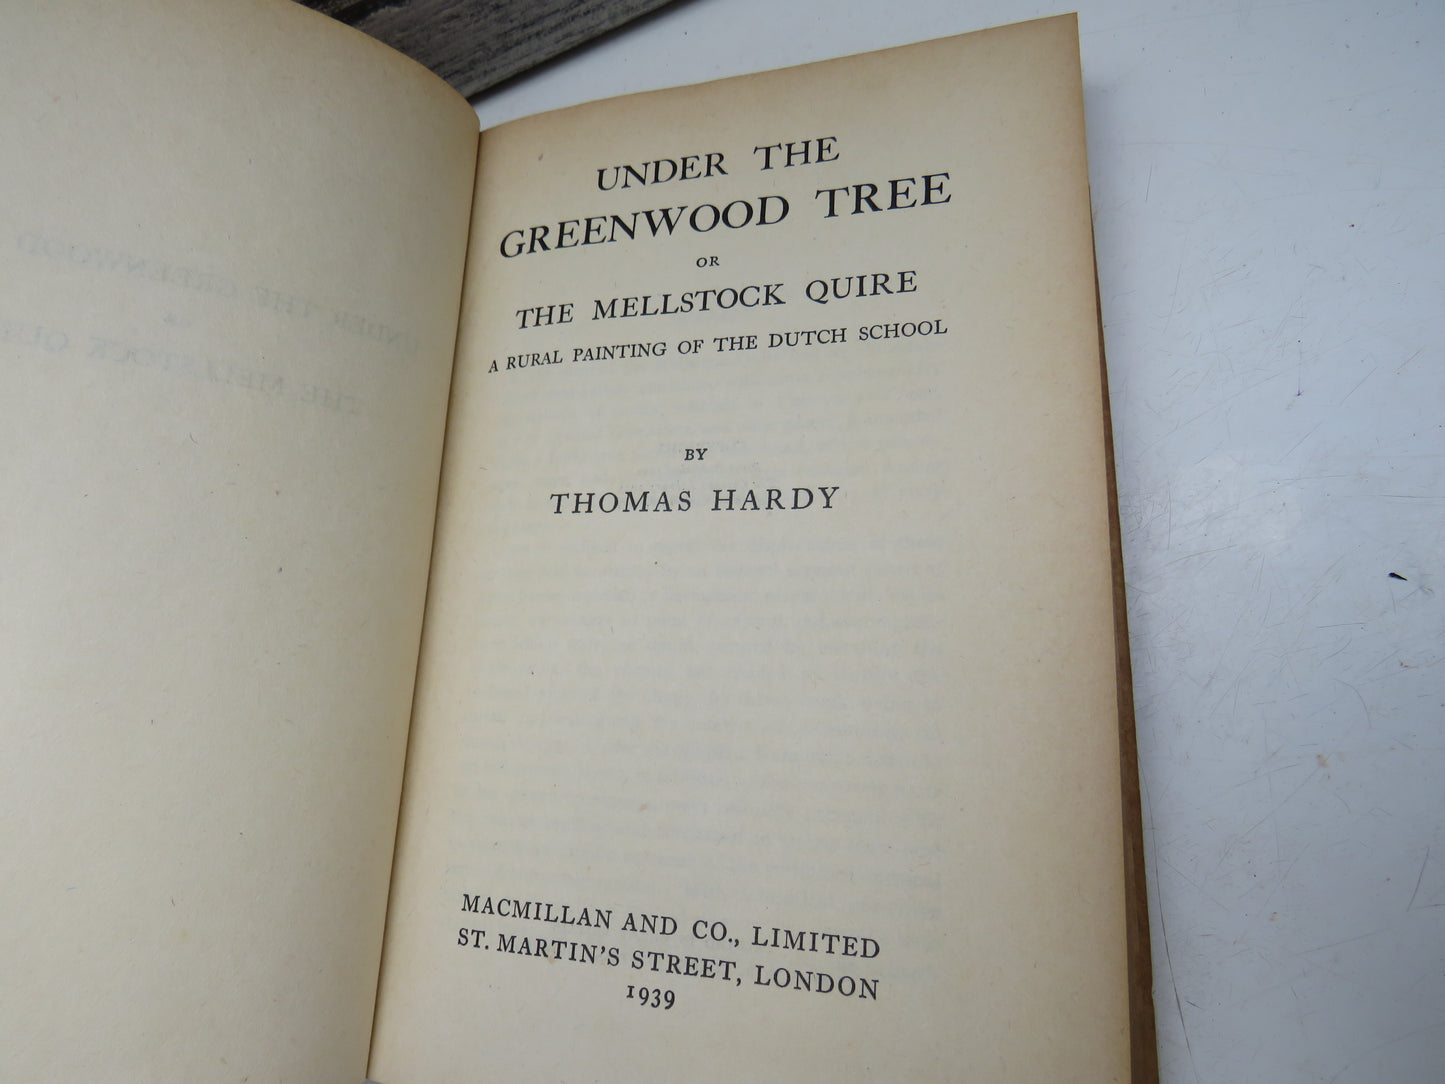 UNDER THE
GREENWOOD TREE
OR
THE MELLSTOCK QUIRE
A RURAL PAINTING OF THE DUTCH SCHOOL
BY
THOMAS HARDY
MACMILLAN AND CO., LIMITED
ST. MARTIN'S STREET, LONDON
1939